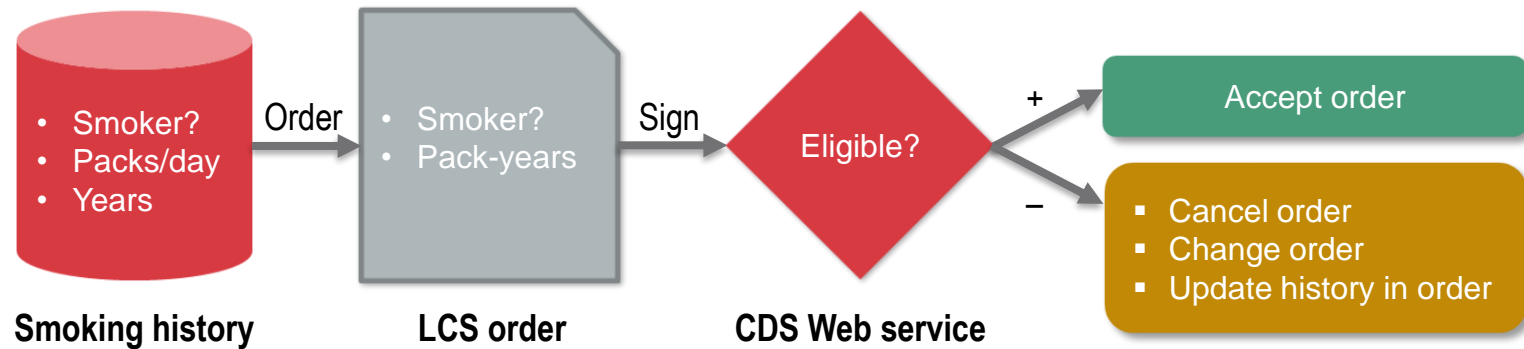 • Smoker?
• Packs/day
• Years
Smoking history
Order
• Smoker?
• Pack-years
LCS order
Sign
Eligible?
CDS Web service
+
Accept order
–
▪ Cancel order
▪ Change order
▪ Update history in order